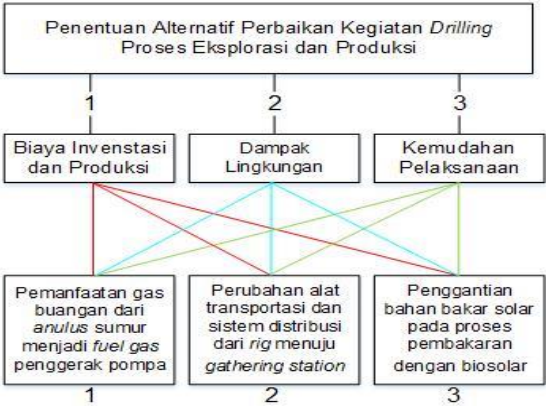 Penentuan Alternatif Perbaikan Kegiatan Drilling
Proses Eksplorasi dan Produksi
1
2
3
Biaya Invenstasi
dan Produksi
Dampak
Lingkungan
Kemudahan
Pelaksanaan
Pemanfaatan gas
buangan dari
anulus sumur
menjadi fuel gas
penggerak pompa
Perubahan alat
transportasi dan
sistem distribusi
dari rig menuju
gathering station
Penggantian
bahan bakar solar
pada proses
pembakaran
dengan biosolar
1
2
3